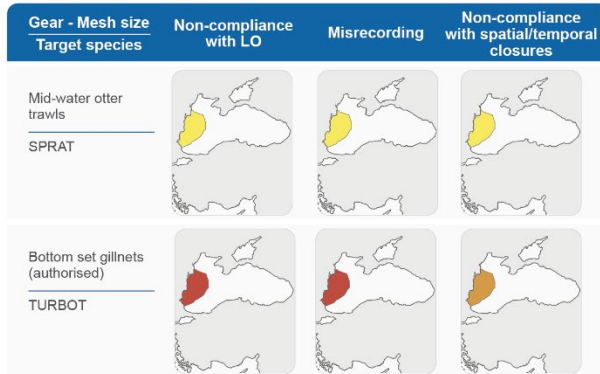 Gear - Mesh size
Target species
Non-compliance
with LO
Misrecording
Non-compliance
with spatial/temporal
closures
Mid-water otter
trawls
SPRAT
Bottom set gillnets
(authorised)
TURBOT